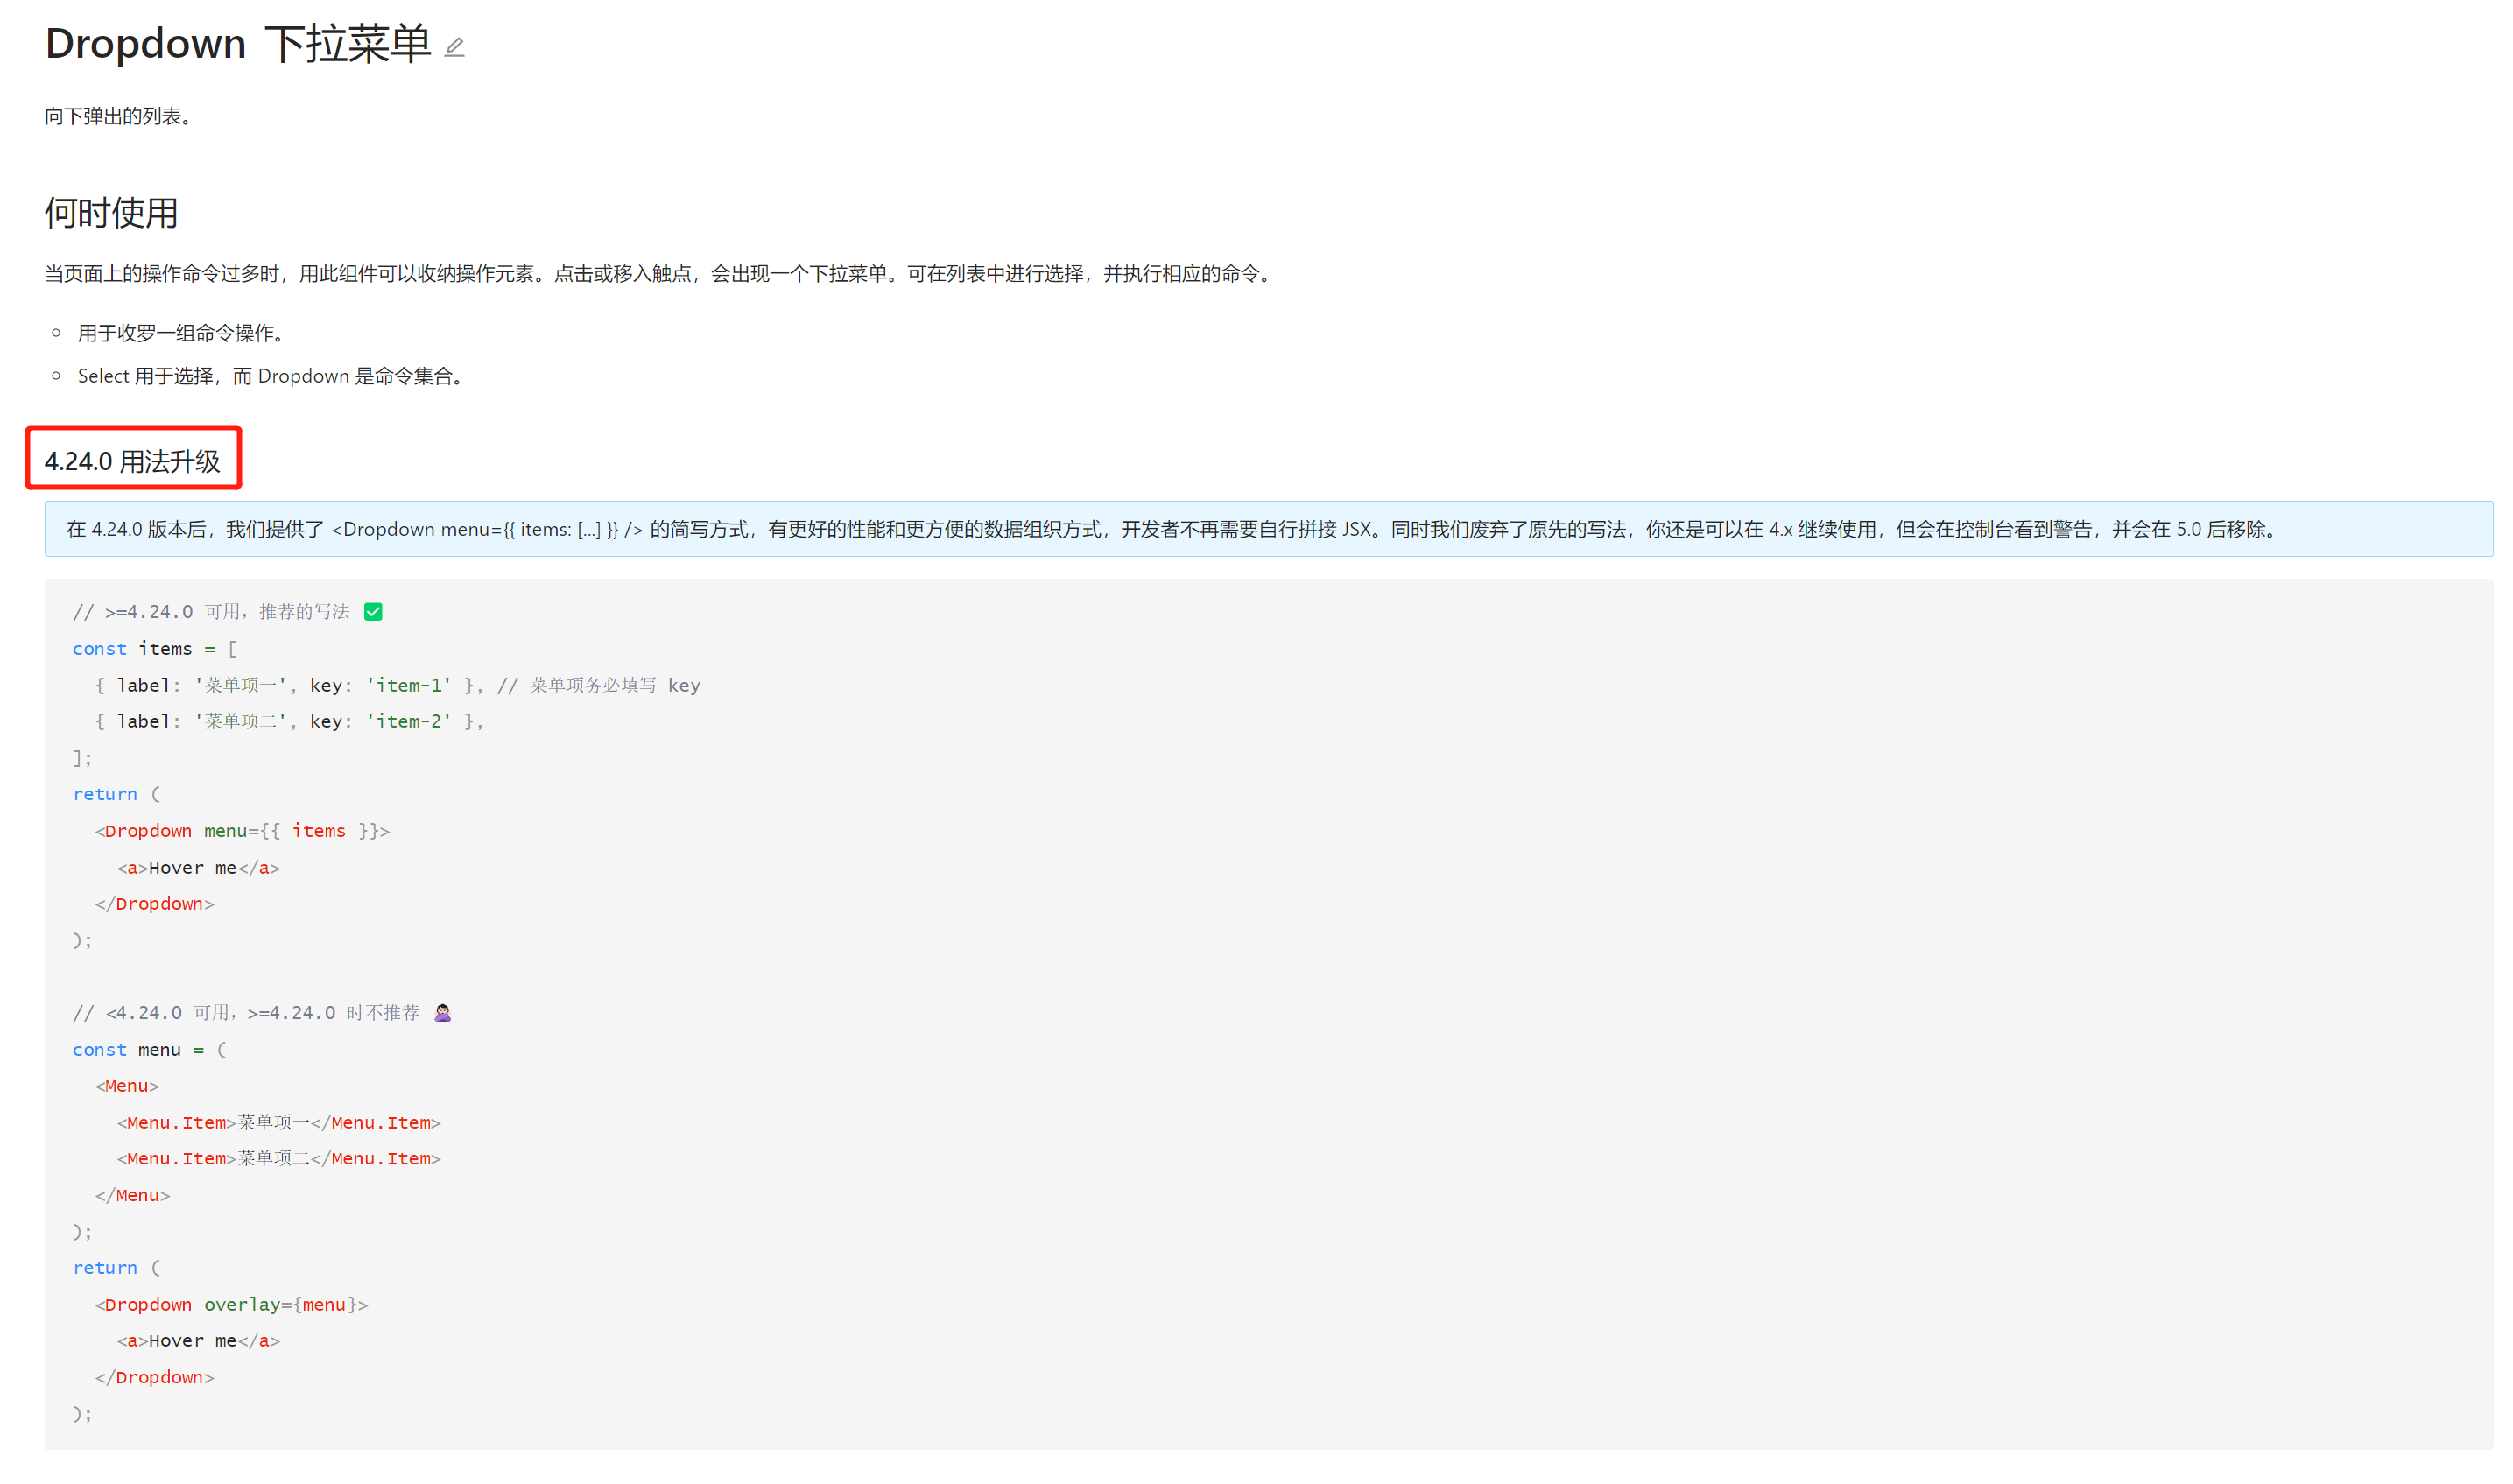 Dropdown 下拉菜单
向下弹出的列表。
何时使用
当页面上的操作命令过多时，用此组件可以收纳操作元素。点击或移入触点，会出现一个下拉菜单。可在列表中进行选择，并执行相应的命令。
用于收罗一组命令操作。
Select 用于选择，而 Dropdown 是命令集合。
4.24.0 用法升级
在 4.24.0 版本后，我们提供了 <Dropdown menu={{ items: [...] }} /> 的简写方式，有更好的性能和更方便的数据组织方式，开发者不再需要自行拼接 JSX。同时我们废弃了原先的写法，你还是可以在 4.x 继续使用，但会在控制台看到警告，并会在 5.0 后移除。
// >=4.24.0 可用，推荐的写法 ✅
const items = [
  { label: '菜单项一', key: 'item-1' }, // 菜单项务必填写 key
  { label: '菜单项二', key: 'item-2' },
];
return (
  <Dropdown menu={{ items }}>
    <a>Hover me</a>
  </Dropdown>
);
// <4.24.0 可用，>=4.24.0 时不推荐 🙅🏻‍♀️
const menu = (
  <Menu>
    <Menu.Item>菜单项一</Menu.Item>
    <Menu.Item>菜单项二</Menu.Item>
  </Menu>
);
return (
  <Dropdown overlay={menu}>
    <a>Hover me</a>
  </Dropdown>
);